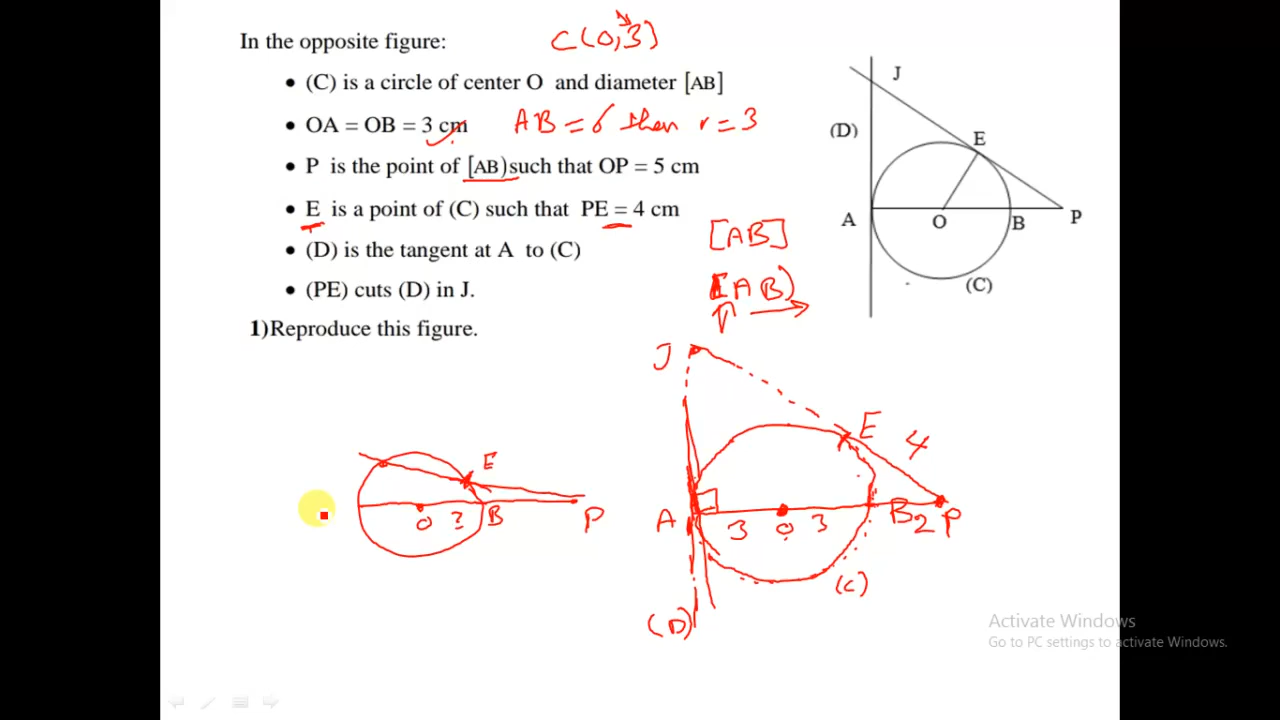 In the opposite figure:
C(O,3)
• (C) is a circle of center O and diameter [AB]
• OA = OB = 3 cm
AB = 6 then r = 3
• P is the point of [AB) such that OP = 5 cm
• E is a point of (C) such that PE = 4 cm
• (D) is the tangent at A to (C)
• (PE) cuts (D) in J.
1)Reproduce this figure.
J
(D)
E
A
O
B
P
(C)
[AB]
[AB)
J
E
4
A
3
O
3
B
2
P
(C)
(D)
E
O
3
B
P
Activate Windows
Go to PC settings to activate Windows.